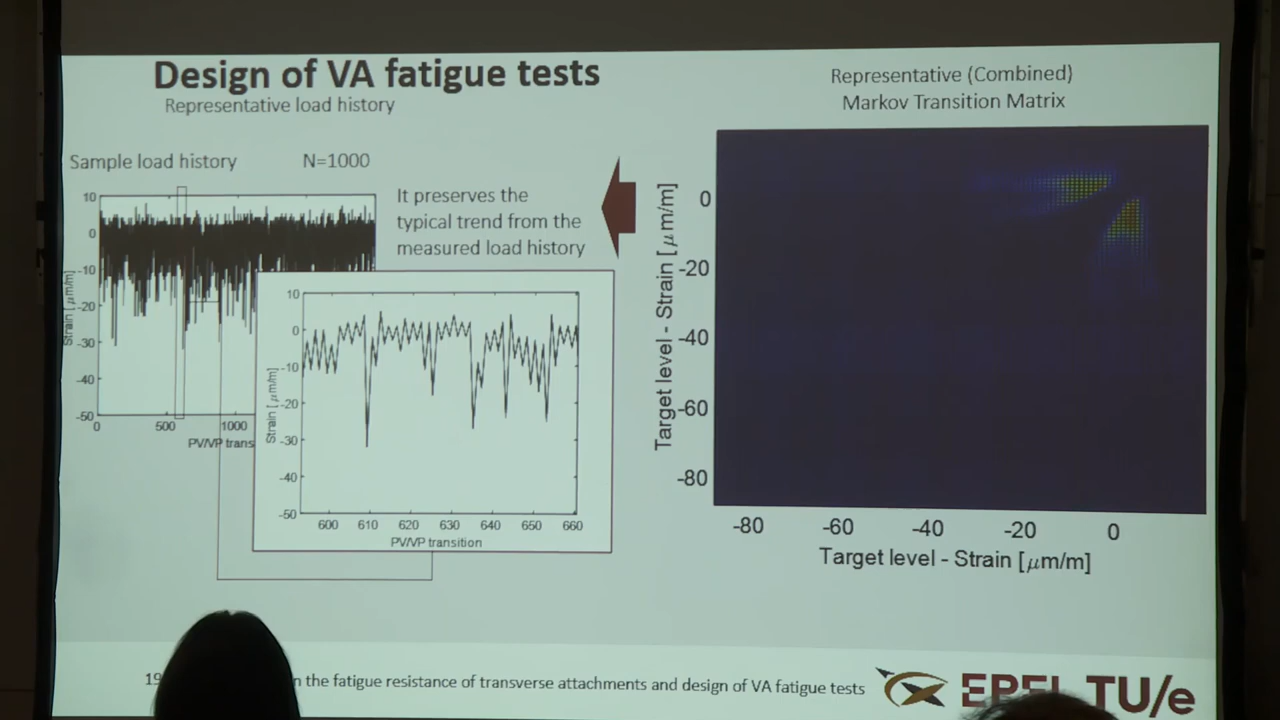 Design of VA fatigue tests
Representative load history
Representative (Combined)
Markov Transition Matrix
Sample load history N=1000
It preserves the
typical trend from the
measured load history
10
0
-10
-20
-30
-40
-50
Strain [μm/m]
0 500 1000
PV/VP trans
10
0
-10
-20
-30
-40
-50
Strain [μm/m]
600 610 620 630 640 650 660
PV/VP transition
0
-20
-40
-60
-80
Target level - Strain [μm/m]
-80 -60 -40 -20 0
Target level - Strain [μm/m]
19 n the fatigue resistance of transverse attachments and design of VA fatigue tests
TU/e